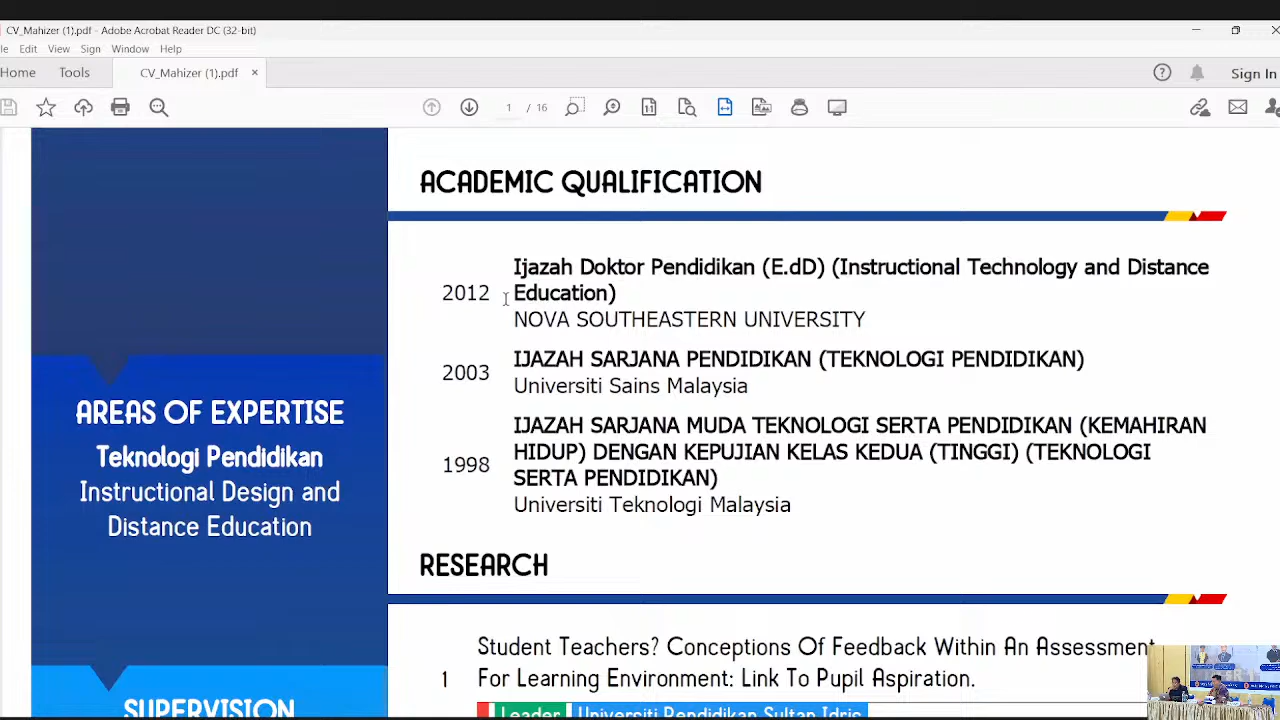 CV_Mahizer (1).pdf - Adobe Acrobat Reader DC (32-bit)
le Edit View Sign Window Help
Home Tools CV_Mahizer (1).pdf × Sign In
1 / 16
ACADEMIC QUALIFICATION
2012
Ijazah Doktor Pendidikan (E.dD) (Instructional Technology and Distance
Education)
NOVA SOUTHEASTERN UNIVERSITY
2003
IJAZAH SARJANA PENDIDIKAN (TEKNOLOGI PENDIDIKAN)
Universiti Sains Malaysia
1998
IJAZAH SARJANA MUDA TEKNOLOGI SERTA PENDIDIKAN (KEMAHIRAN
HIDUP) DENGAN KEPUJIAN KELAS KEDUA (TINGGI) (TEKNOLOGI
SERTA PENDIDIKAN)
Universiti Teknologi Malaysia
AREAS OF EXPERTISE
Teknologi Pendidikan
Instructional Design and
Distance Education
SUPERVISION
RESEARCH
1
Student Teachers? Conceptions Of Feedback Within An Assessment
For Learning Environment: Link To Pupil Aspiration.
Leader Universiti Pendidikan Sultan Idris